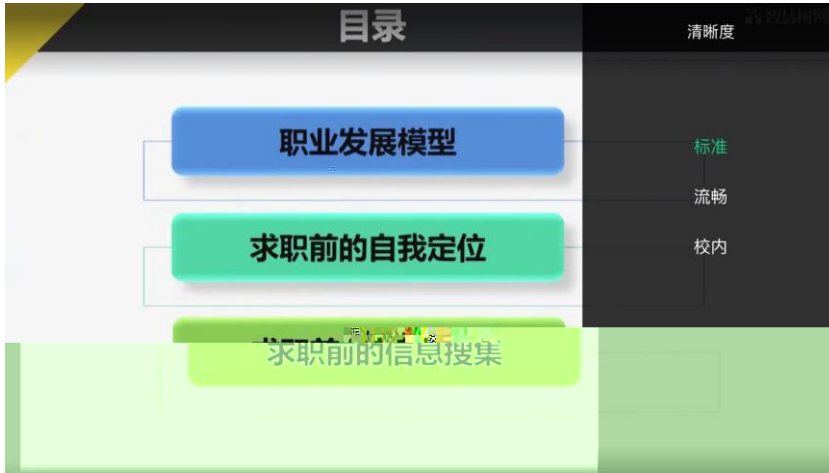 目录
清晰度
职业发展模型
标准
流畅
求职前的自我定位
校内
求职前的信息搜集